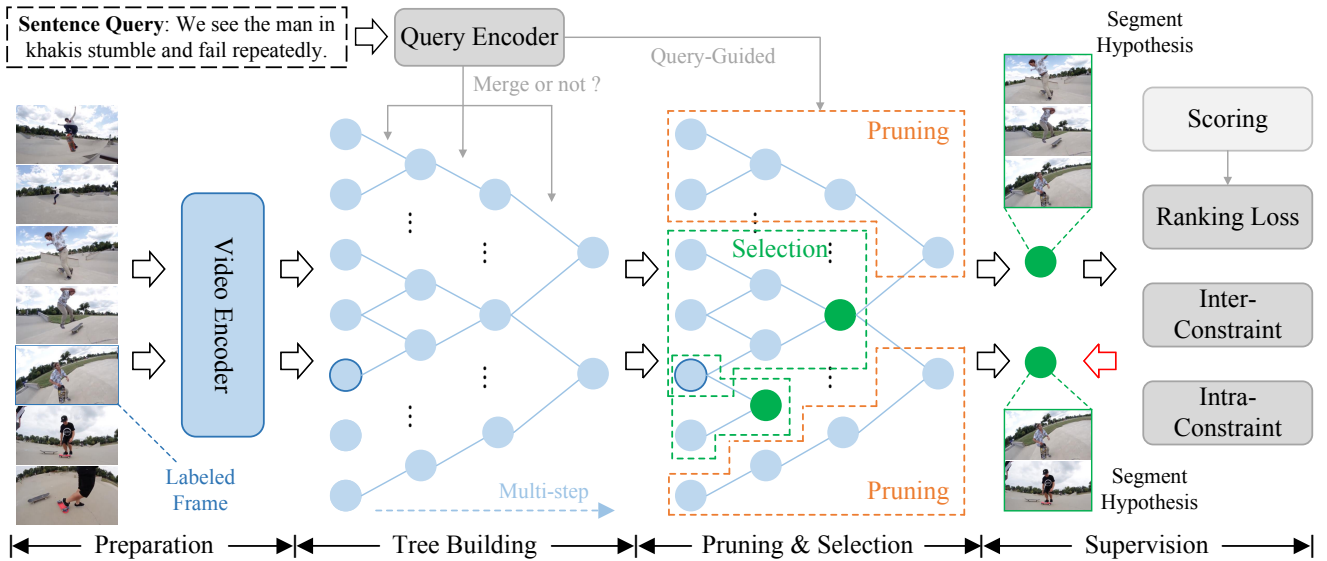 Sentence Query: We see the man in
khakis stumble and fail repeatedly.
Query Encoder
Merge or not ?
Query-Guided
Segment
Hypothesis
Video Encoder
Labeled
Frame
Multi-step
Pruning
Selection
Pruning
Scoring
Ranking Loss
Inter-
Constraint
Intra-
Constraint
Segment
Hypothesis
Preparation
Tree Building
Pruning & Selection
Supervision